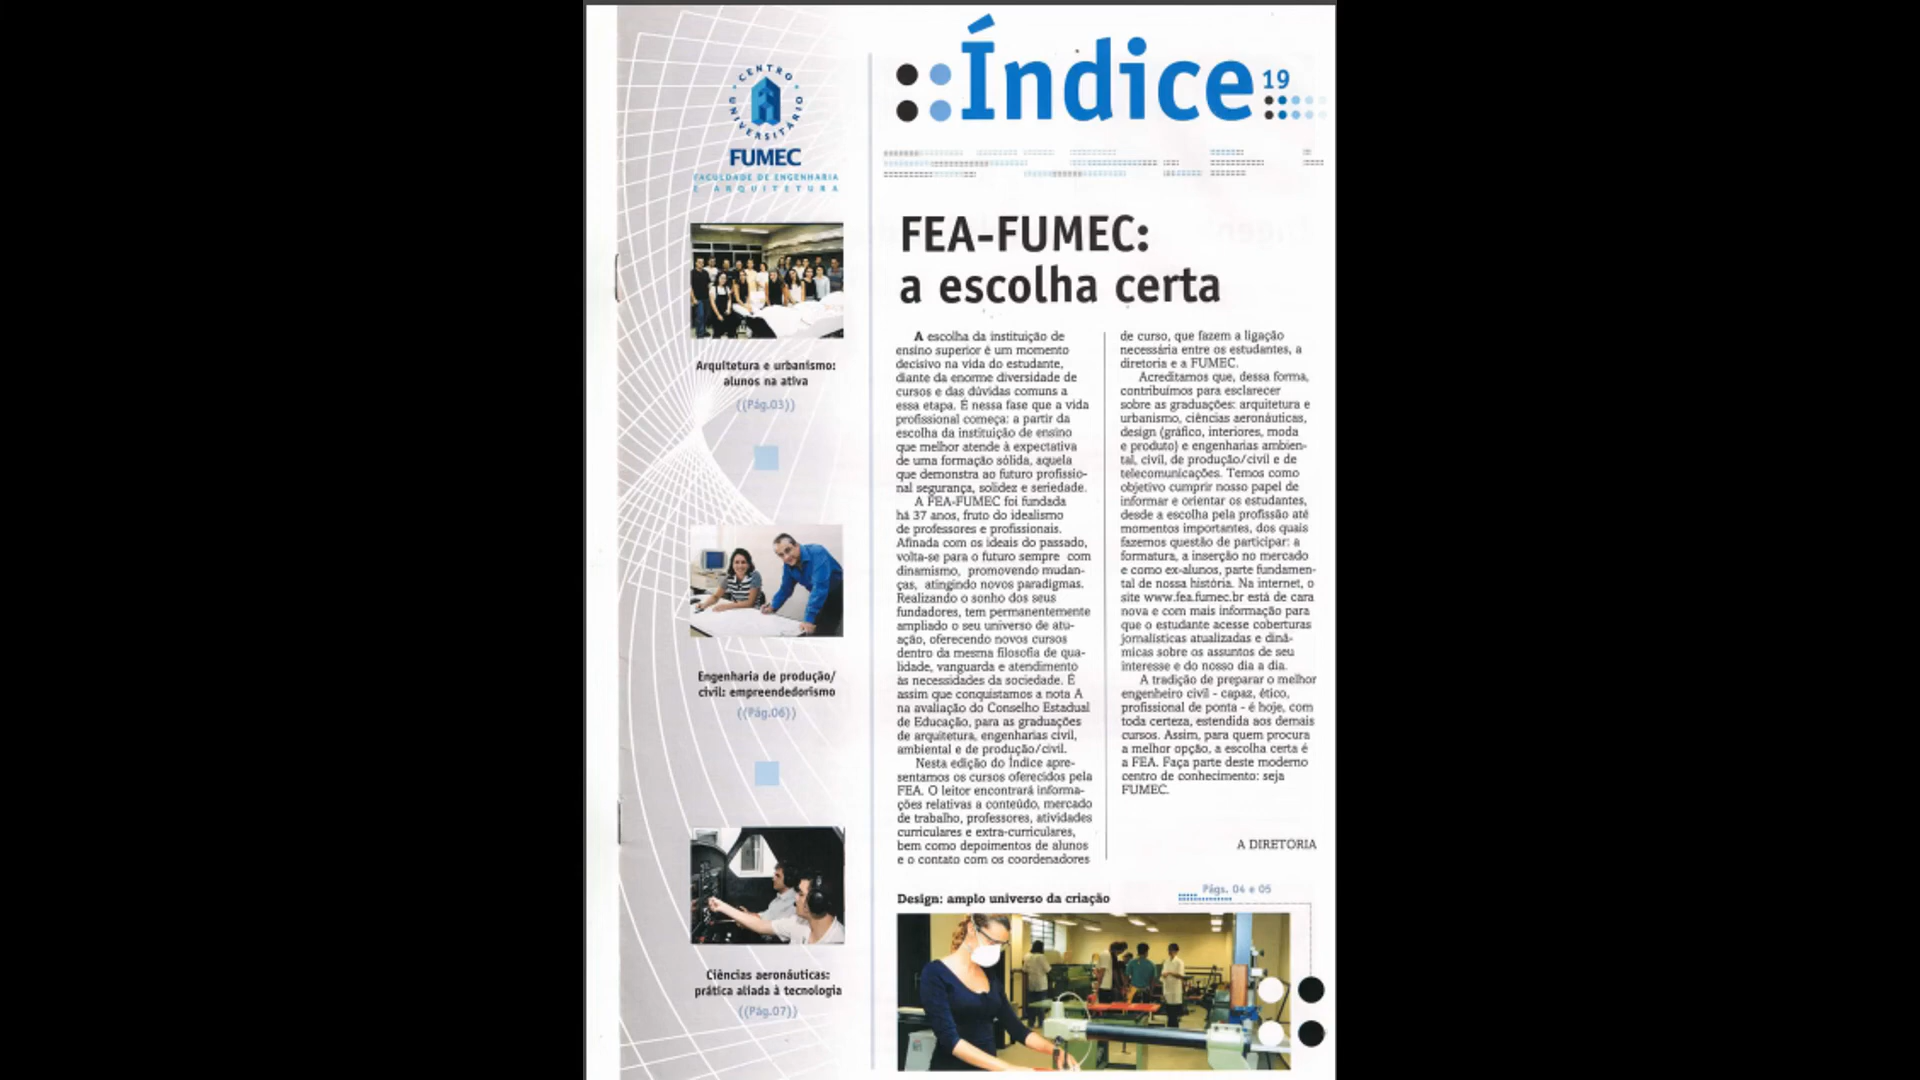 CENTRO UNIVERSITÁRIO
FUMEC
FACULDADE DE ENGENHARIA
E ARQUITETURA
Arquitetura e urbanismo:
alunos na ativa
((Pág.03))
Engenharia de produção/
civil: empreendedorismo
((Pág.06))
Ciências aeronáuticas:
prática aliada à tecnologia
((Pág.07))
Índice 19
FEA-FUMEC:
a escolha certa
A escolha da instituição de
ensino superior é um momento
decisivo na vida do estudante,
diante da enorme diversidade de
cursos e das dúvidas comuns a
essa etapa. É nessa fase que a vida
profissional começa: a partir da
escolha da instituição de ensino
que melhor atende à expectativa
de uma formação sólida, aquela
que demonstra ao futuro profissio-
nal segurança, solidez e seriedade.
A FEA-FUMEC foi fundada
há 37 anos, fruto do idealismo
de professores e profissionais.
Afinada com os ideais do passado,
volta-se para o futuro sempre com
dinamismo, promovendo mudan-
ças, atingindo novos paradigmas.
Realizando o sonho dos seus
fundadores, tem permanentemente
ampliado o seu universo de atu-
ação, oferecendo novos cursos
dentro da mesma filosofia de qua-
lidade, vanguarda e atendimento
às necessidades da sociedade. É
assim que conquistamos a nota A
na avaliação do Conselho Estadual
de Educação, para as graduações
de arquitetura, engenharias civil,
ambiental e de produção/civil.
Nesta edição do Índice apre-
sentamos os cursos oferecidos pela
FEA. O leitor encontrará informa-
ções relativas a conteúdo, mercado
de trabalho, professores, atividades
curriculares e extra-curriculares,
bem como depoimentos de alunos
e o contato com os coordenadores
de curso, que fazem a ligação
necessária entre os estudantes, a
diretoria e a FUMEC.
Acreditamos que, dessa forma,
contribuímos para esclarecer
sobre as graduações: arquitetura e
urbanismo, ciências aeronáuticas,
design (gráfico, interiores, moda
e produto) e engenharias ambien-
tal, civil, de produção/civil e de
telecomunicações. Temos como
objetivo cumprir nosso papel de
informar e orientar os estudantes,
desde a escolha pela profissão até
momentos importantes, dos quais
fazemos questão de participar: a
formatura, a inserção no mercado
e como ex-alunos, parte fundamen-
tal de nossa história. Na internet, o
site www.fea.fumec.br está de cara
nova e com mais informação para
que o estudante acesse coberturas
jornalísticas atualizadas e dinâ-
micas sobre os assuntos de seu
interesse e do nosso dia a dia.
A tradição de preparar o melhor
engenheiro civil - capaz, ético,
profissional de ponta - é hoje, com
toda certeza, estendida aos demais
cursos. Assim, para quem procura
a melhor opção, a escolha certa é
a FEA. Faça parte deste moderno
centro de conhecimento: seja
FUMEC.
A DIRETORIA
Design: amplo universo da criação
Págs. 04 e 05